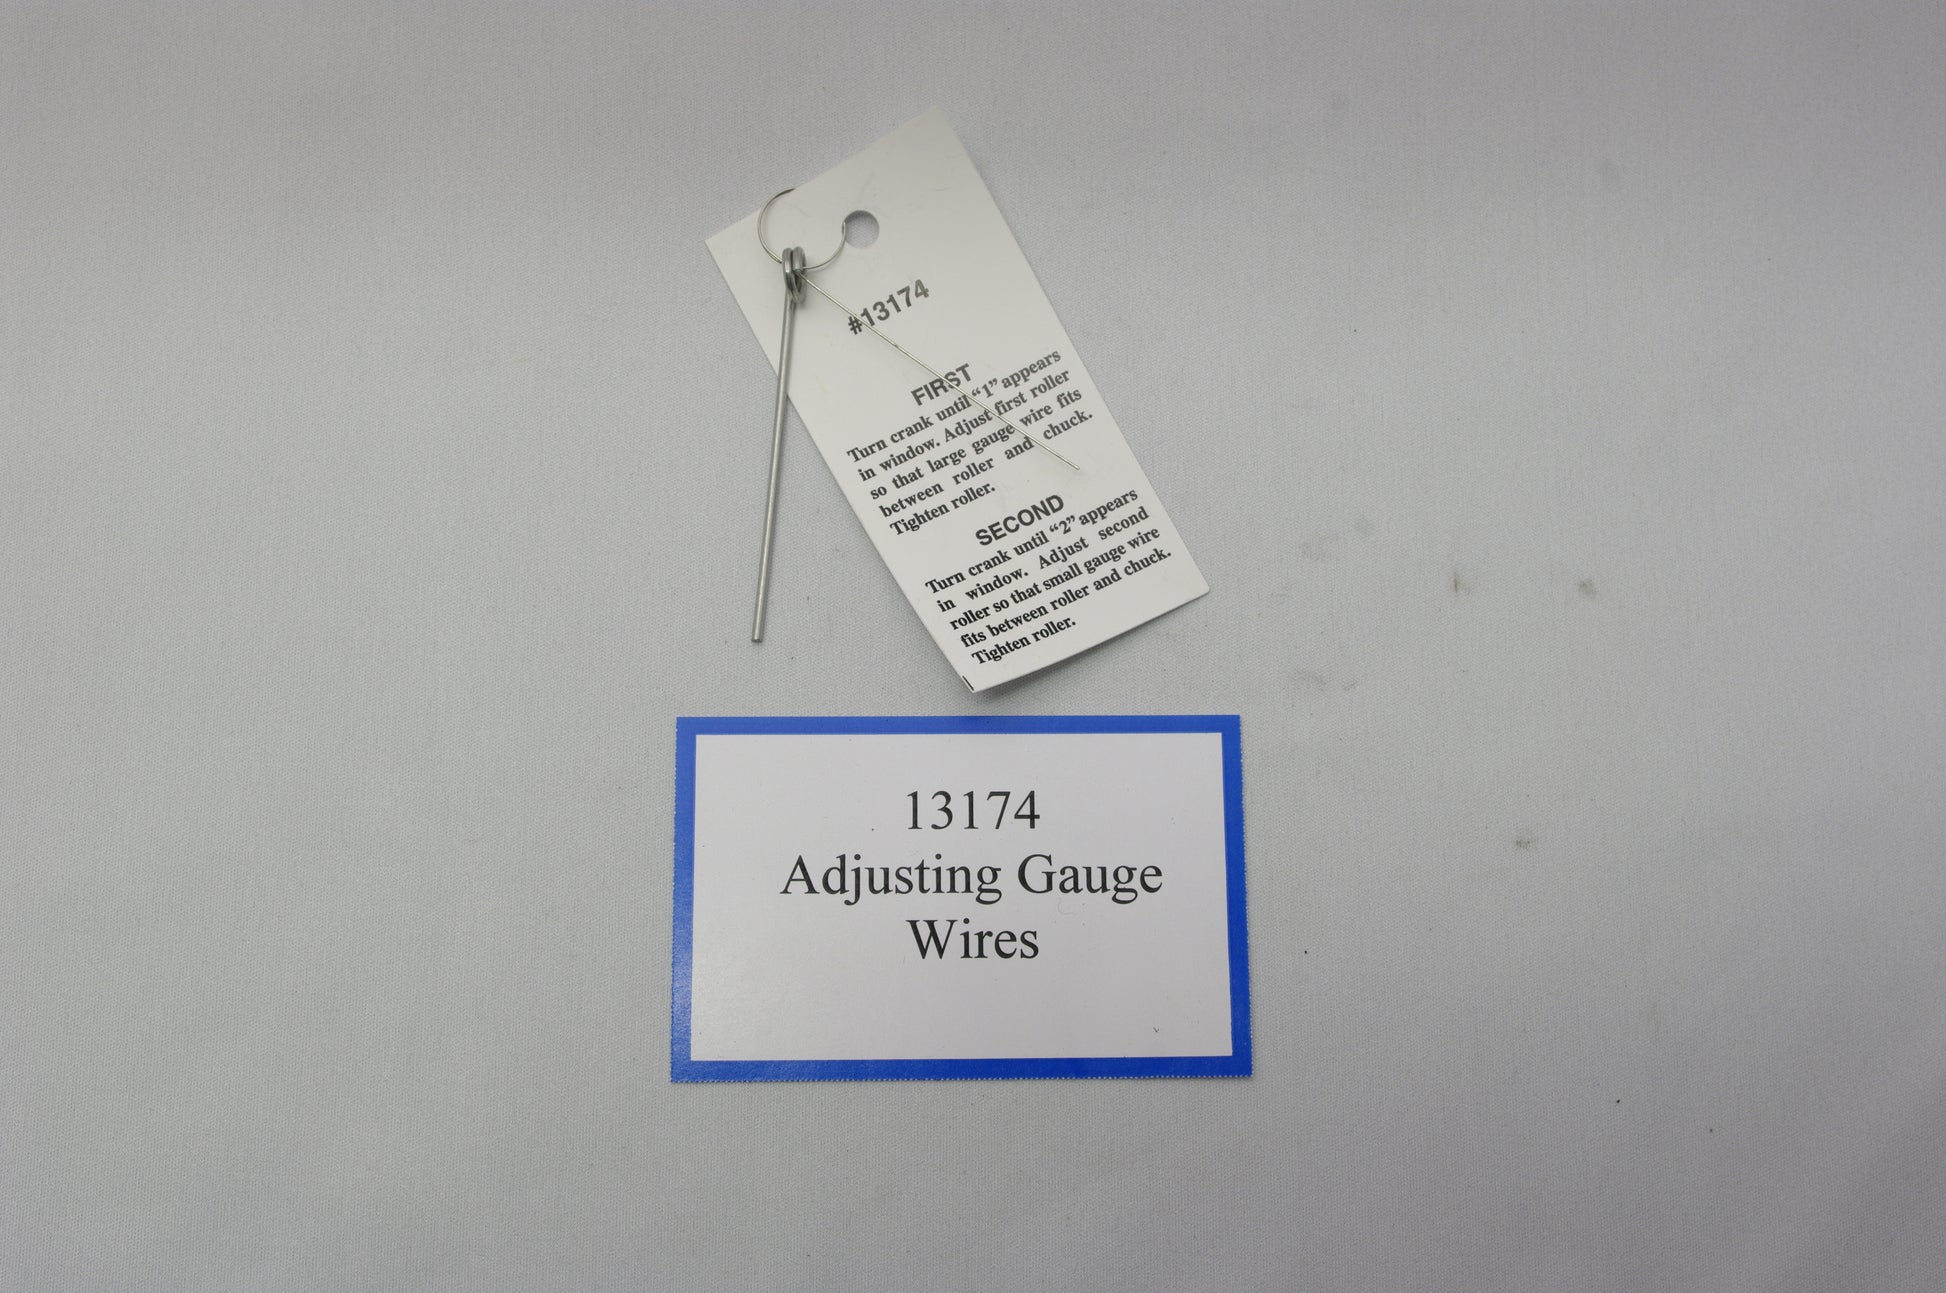 #13174
FIRST
Turn crank until “1” appears
in window. Adjust first roller
so that large gauge wire fits
between roller and chuck.
Tighten roller.
SECOND
Turn crank until “2” appears
in window. Adjust second
roller so that small gauge wire
fits between roller and chuck.
Tighten roller.
13174
Adjusting Gauge
Wires